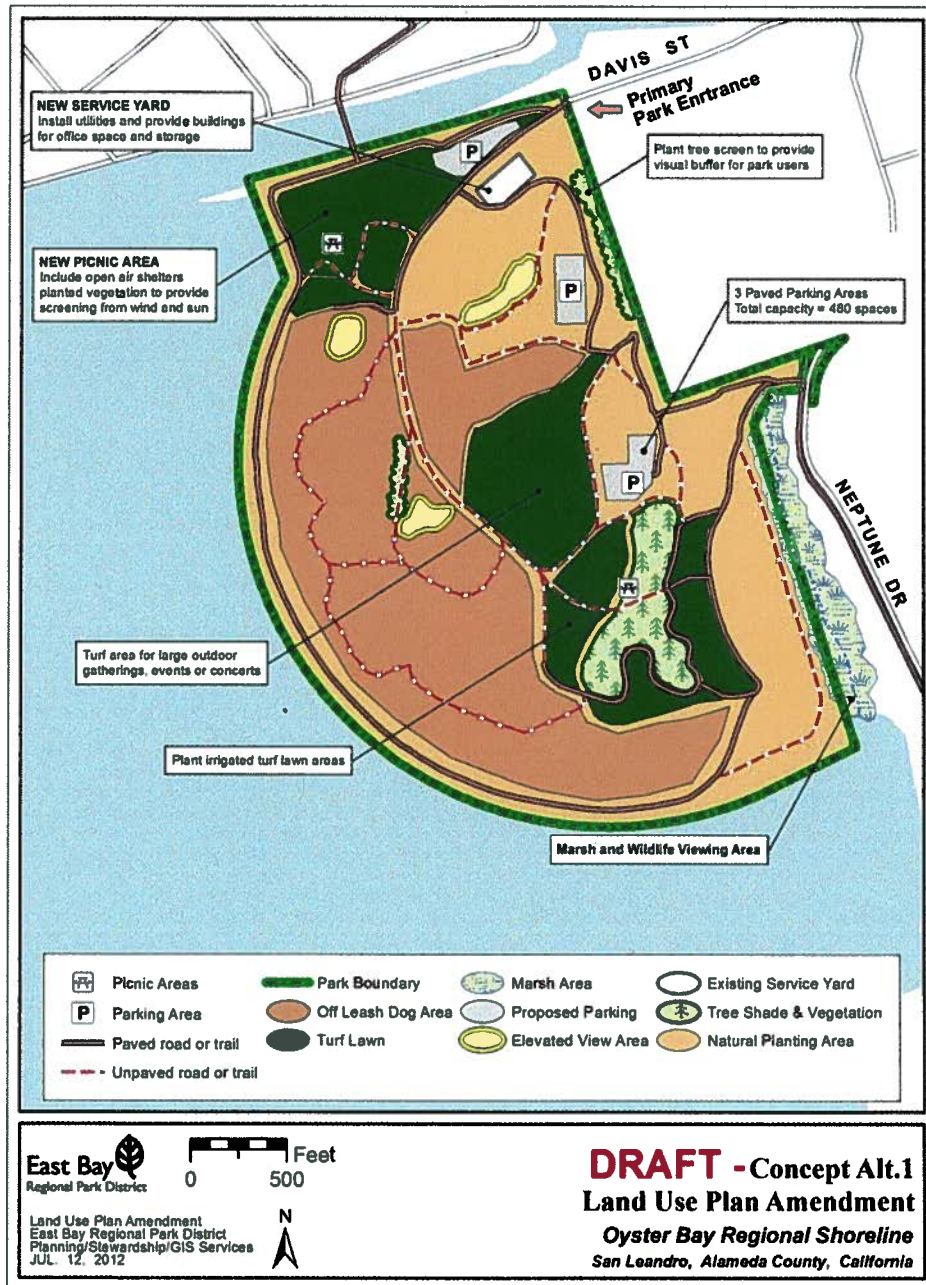 DAVIS ST
Primary
Park Enrtance
NEW SERVICE YARD
Install utilities and provide buildings
for office space and storage
P
Plant tree screen to provide
visual buffer for park users
NEW PICNIC AREA
Include open air shelters
planted vegetation to provide
screening from wind and sun
P
3 Paved Parking Areas
Total capacity = 480 spaces
P
NEPTUNE DR
Turf area for large outdoor
gatherings, events or concerts
Plant irrigated turf lawn areas
Marsh and Wildlife Viewing Area
Picnic Areas
P Parking Area
Paved road or trail
Unpaved road or trail
Park Boundary
Off Leash Dog Area
Turf Lawn
Marsh Area
Proposed Parking
Elevated View Area
Existing Service Yard
Tree Shade & Vegetation
Natural Planting Area
East Bay
Regional Park District
Feet
0 500
Land Use Plan Amendment
East Bay Regional Park District
Planning/Stewardship/GIS Services
JUL. 12, 2012
N
DRAFT - Concept Alt.1
Land Use Plan Amendment
Oyster Bay Regional Shoreline
San Leandro, Alameda County, California